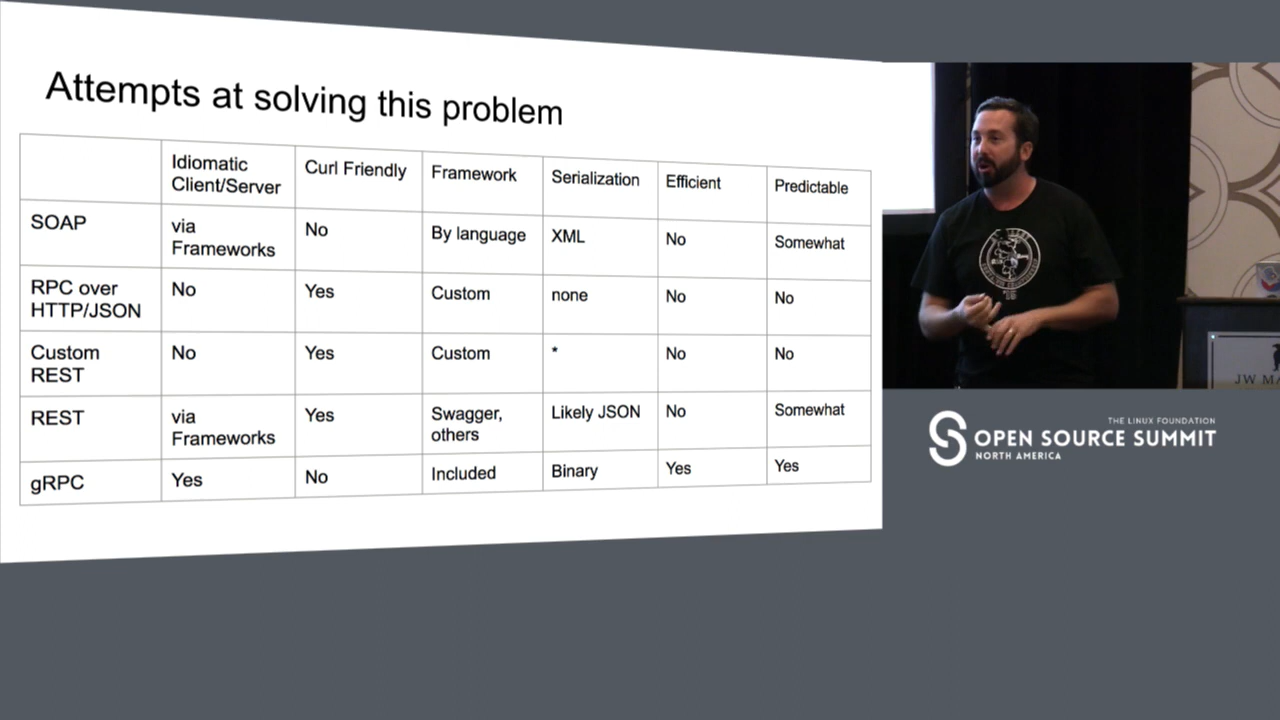 Attempts at solving this problem
Idiomatic
Client/Server
Curl Friendly
Framework
Serialization
Efficient
Predictable
SOAP
via
Frameworks
No
By language
XML
No
Somewhat
RPC over
HTTP/JSON
No
Yes
Custom
none
No
No
Custom
REST
No
Yes
Custom
*
No
No
REST
via
Frameworks
Yes
Swagger,
others
Likely JSON
No
Somewhat
gRPC
Yes
No
Included
Binary
Yes
Yes
'15
JW MA
THE LINUX FOUNDATION
OPEN SOURCE SUMMIT
NORTH AMERICA